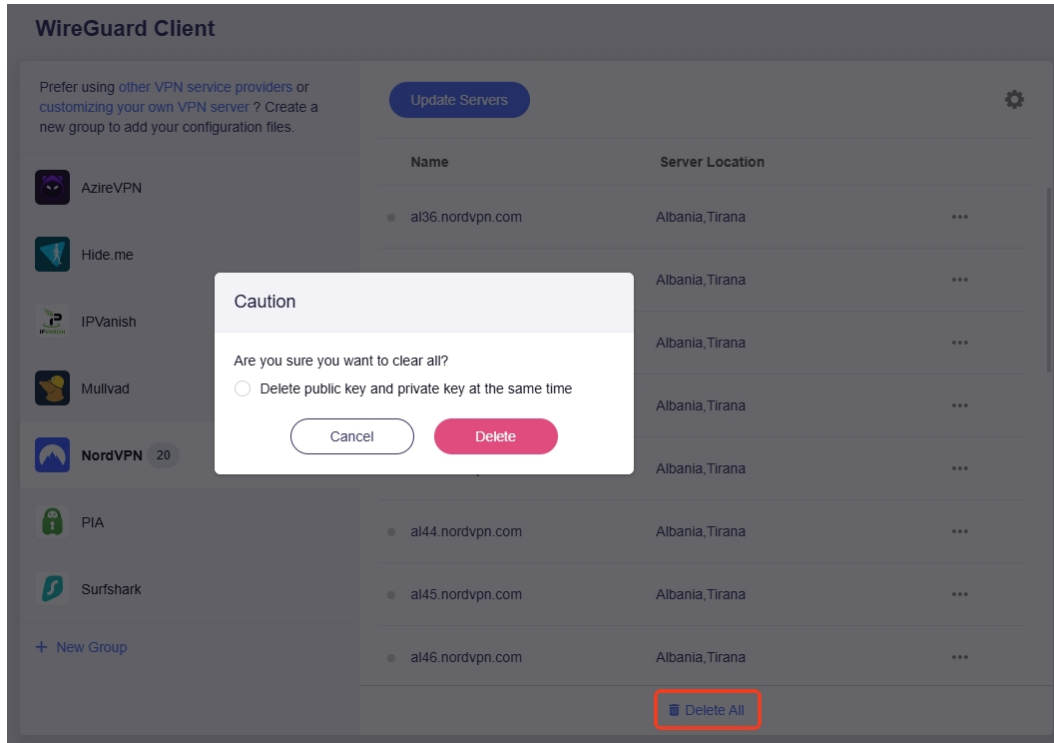 WireGuard Client
Prefer using other VPN service providers or
customizing your own VPN server ? Create a
new group to add your configuration files.
AzireVPN
Hide.me
IPVanish
Mullvad
NordVPN 20
PIA
Surfshark
+ New Group
Update Servers
Name Server Location
al36.nordvpn.com Albania,Tirana
Albania,Tirana
Albania,Tirana
Albania,Tirana
Albania,Tirana
al44.nordvpn.com Albania,Tirana
al45.nordvpn.com Albania,Tirana
al46.nordvpn.com Albania,Tirana
Delete All
Caution
Are you sure you want to clear all?
Delete public key and private key at the same time
Cancel Delete